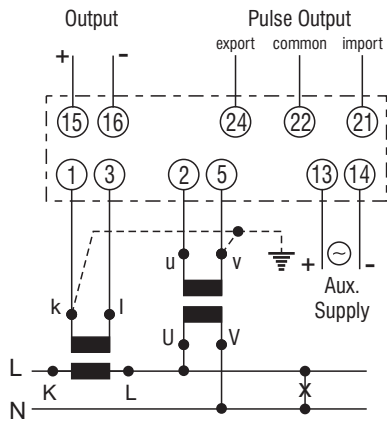 Output Pulse Output
export common import
+ -
15 16 24 22 21
1 3 2 5 13 14
u v + ~ -
Aux.
Supply
k l
U V
L
K L X
N